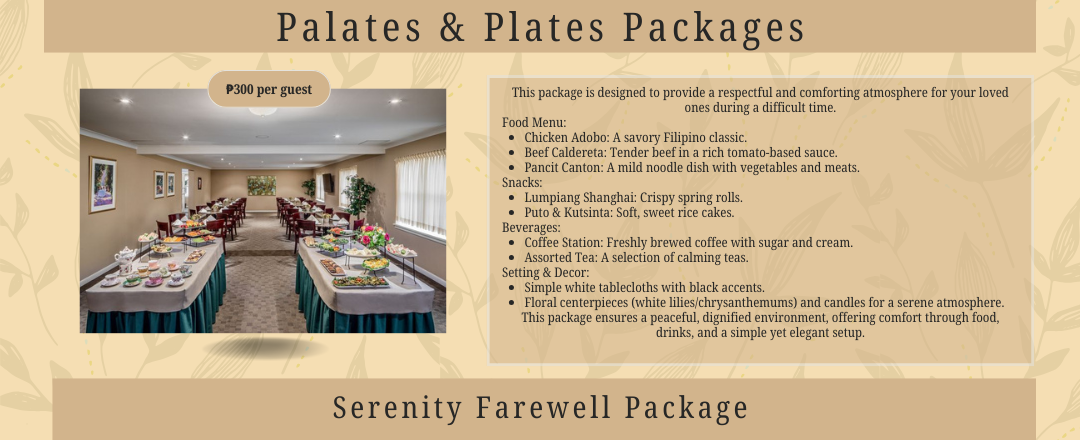 Palates & Plates Packages
₱300 per guest
This package is designed to provide a respectful and comforting atmosphere for your loved
ones during a difficult time.
Food Menu:
• Chicken Adobo: A savory Filipino classic.
• Beef Caldereta: Tender beef in a rich tomato-based sauce.
• Pancit Canton: A mild noodle dish with vegetables and meats.
Snacks:
• Lumpiang Shanghai: Crispy spring rolls.
• Puto & Kutsinta: Soft, sweet rice cakes.
Beverages:
• Coffee Station: Freshly brewed coffee with sugar and cream.
• Assorted Tea: A selection of calming teas.
Setting & Decor:
• Simple white tablecloths with black accents.
• Floral centerpieces (white lilies/chrysanthemums) and candles for a serene atmosphere.
This package ensures a peaceful, dignified environment, offering comfort through food,
drinks, and a simple yet elegant setup.
Serenity Farewell Package